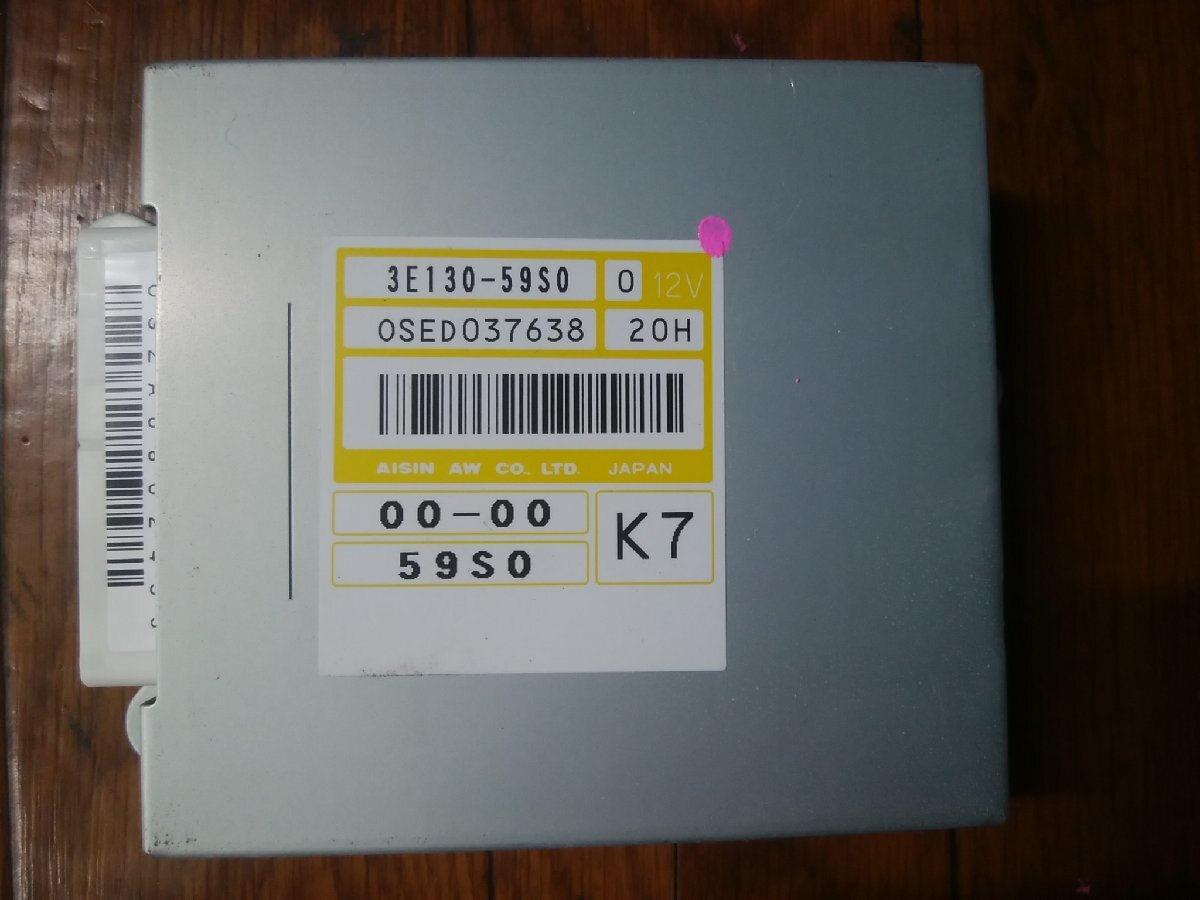 3E130-59S0 0 12V
0SED037638 20H
AISIN AW CO., LTD. JAPAN
00-00
K7
59S0